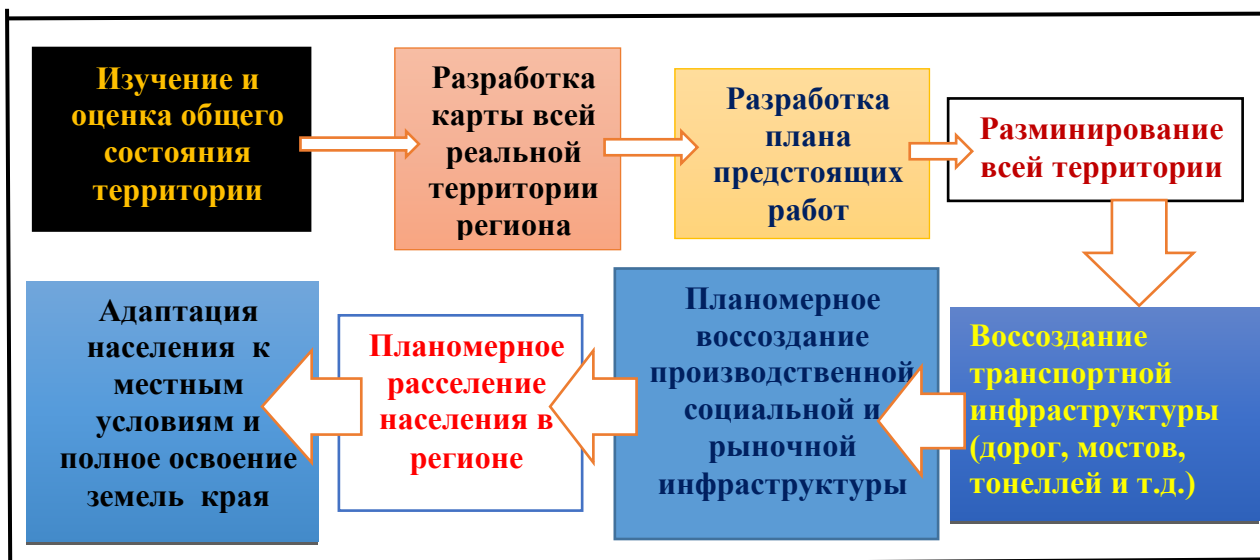 Изучение и
оценка общего
состояния
территории
Разработка
карты всей
реальной
территории
региона
Разработка
плана
предстоящих
работ
Разминирование
всей территории
Воссоздание
транспортной
инфраструктуры
(дорог, мостов,
тонеллей и т.д.)
Планомерное
воссоздание
производственной
социальной и
рыночной
инфраструктуры
Планомерное
расселение
населения в
регионе
Адаптация
населения к
местным
условиям и
полное освоение
земель края